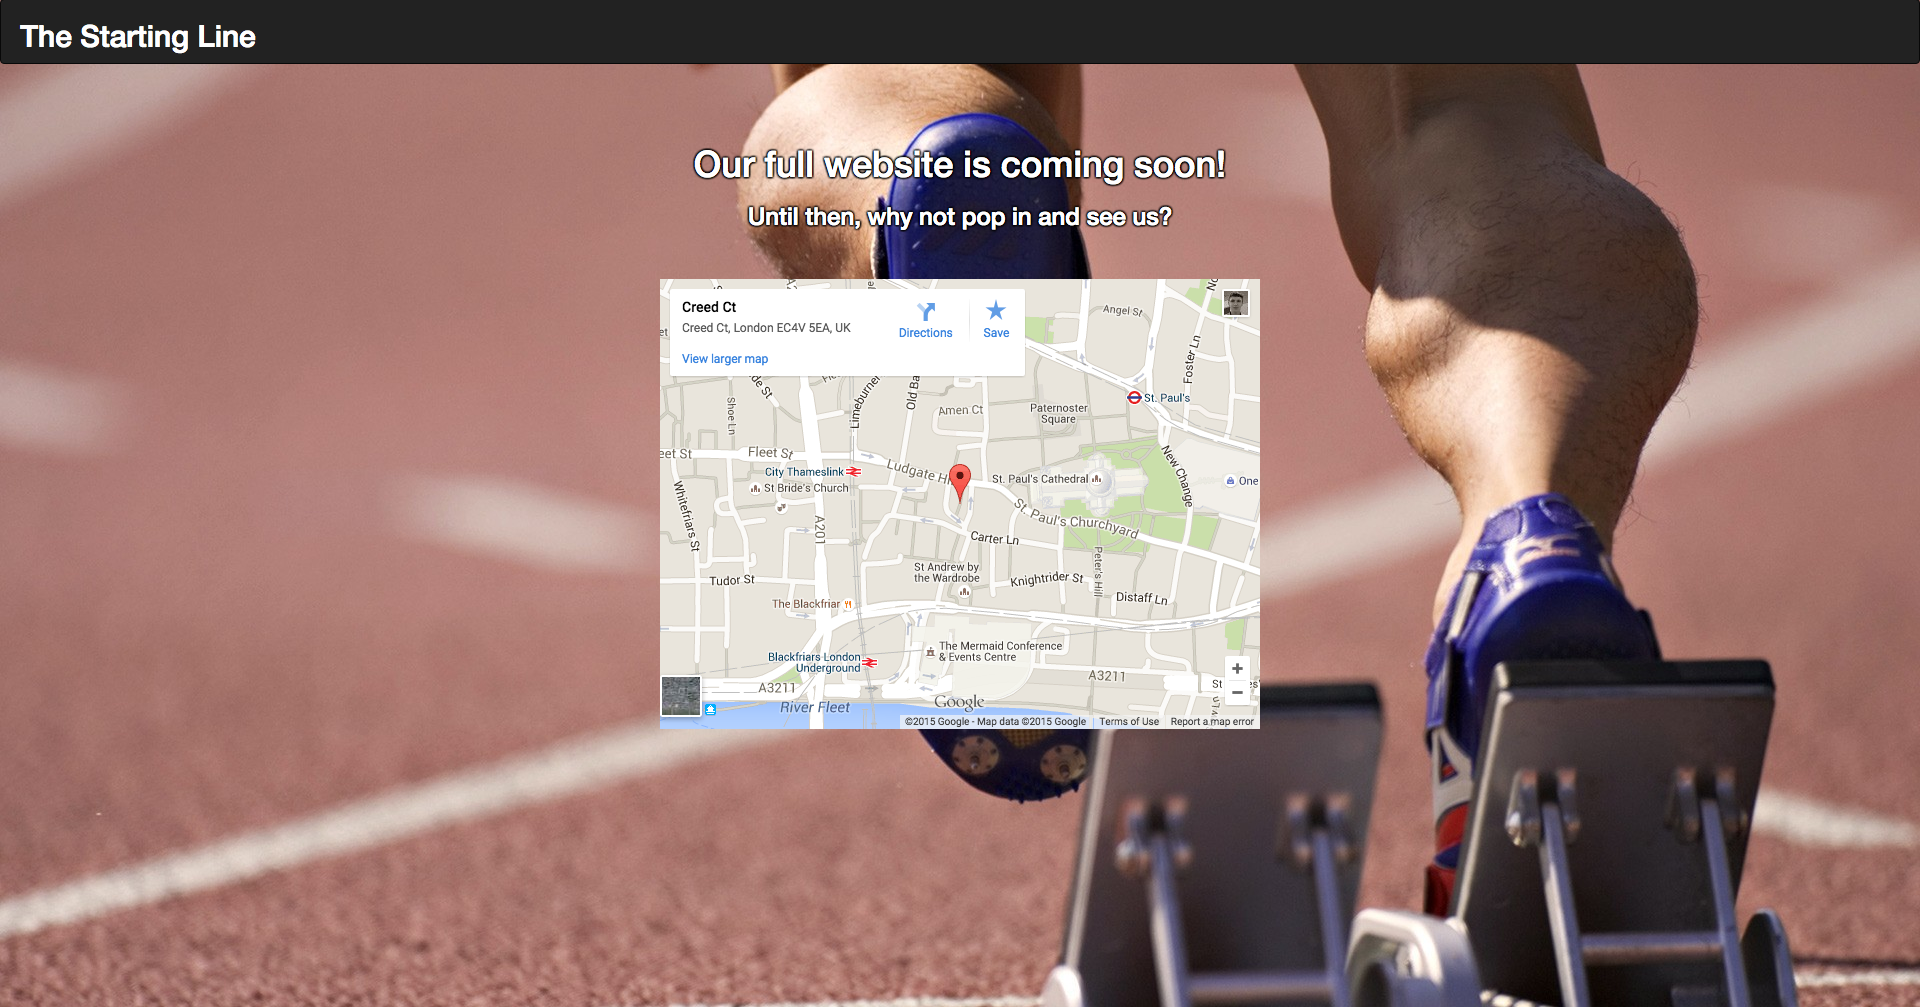 The Starting Line
Our full website is coming soon!
Until then, why not pop in and see us?
Creed Ct
Creed Ct, London EC4V 5EA, UK
View larger map
Directions
Save
Angel St
Foster Ln
St. Paul's
Shoe Ln
Limeburner
Old Ba
Amen Ct
Paternoster
Square
New Change
eet St
Fleet St
Ludgate Hi
City Thameslink
St Bride's Church
St. Paul's Cathedral
One
Whitefriars St
A201
St. Paul's Churchyard
Carter Ln
St Andrew by
the Wardrobe
Knightrider St
Peter's Hill
Distaff Ln
Tudor St
The Blackfriar
The Mermaid Conference
& Events Centre
Blackfriars London
Underground
A3211
A3211
River Fleet
Google
©2015 Google - Map data ©2015 Google
Terms of Use
Report a map error